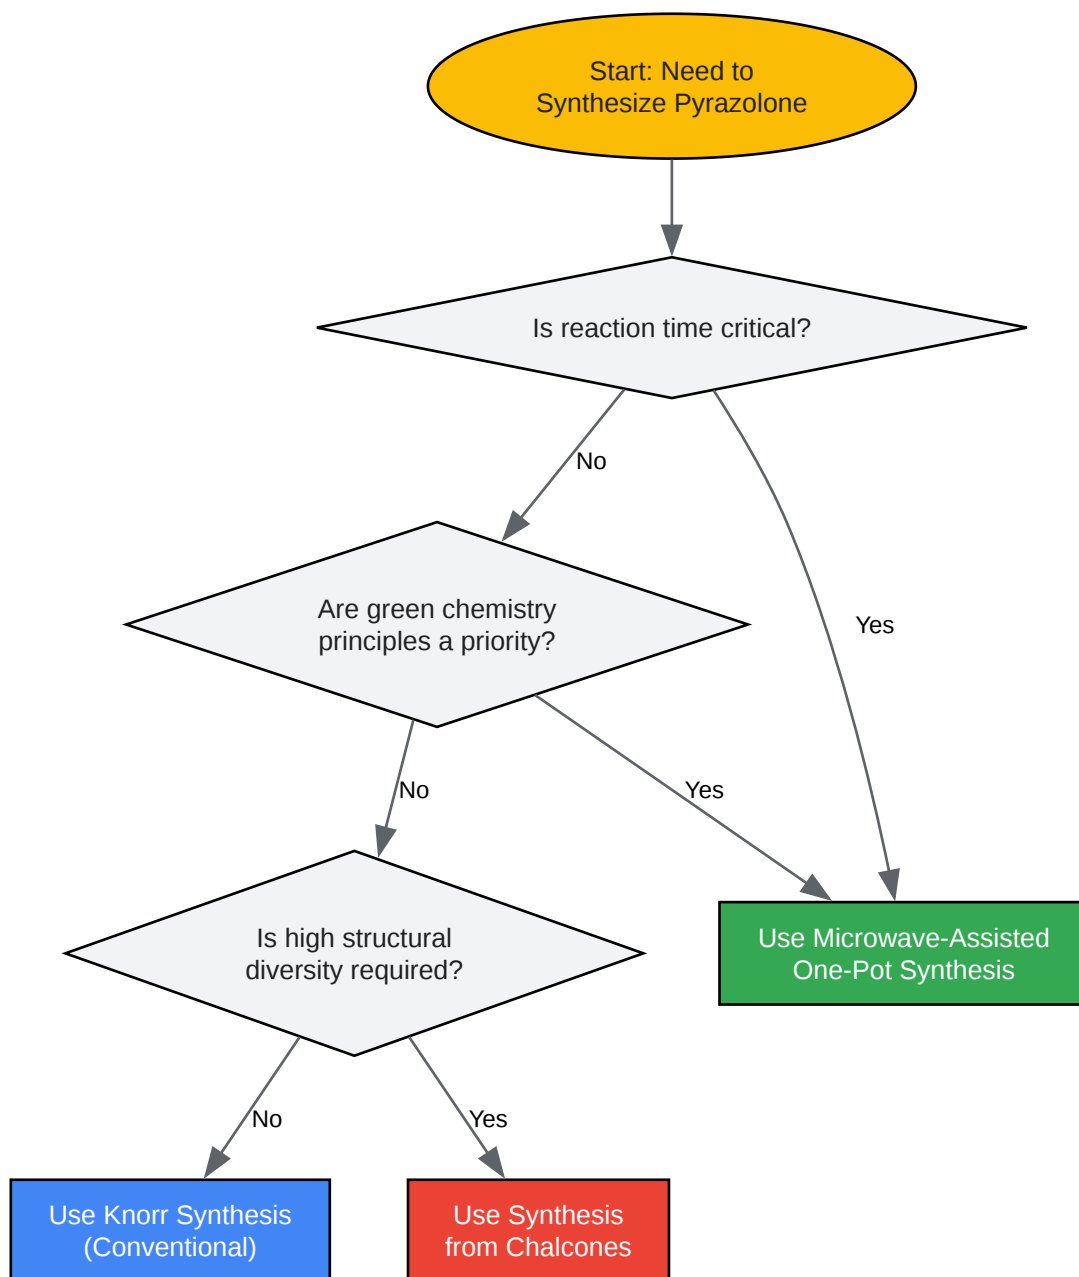 Start: Need to
Synthesize Pyrazolone
Is reaction time critical?
No
Are green chemistry
principles a priority?
Yes
No
Yes
Is high structural
diversity required?
Use Microwave-Assisted
One-Pot Synthesis
No
Yes
Use Knorr Synthesis
(Conventional)
Use Synthesis
from Chalcones